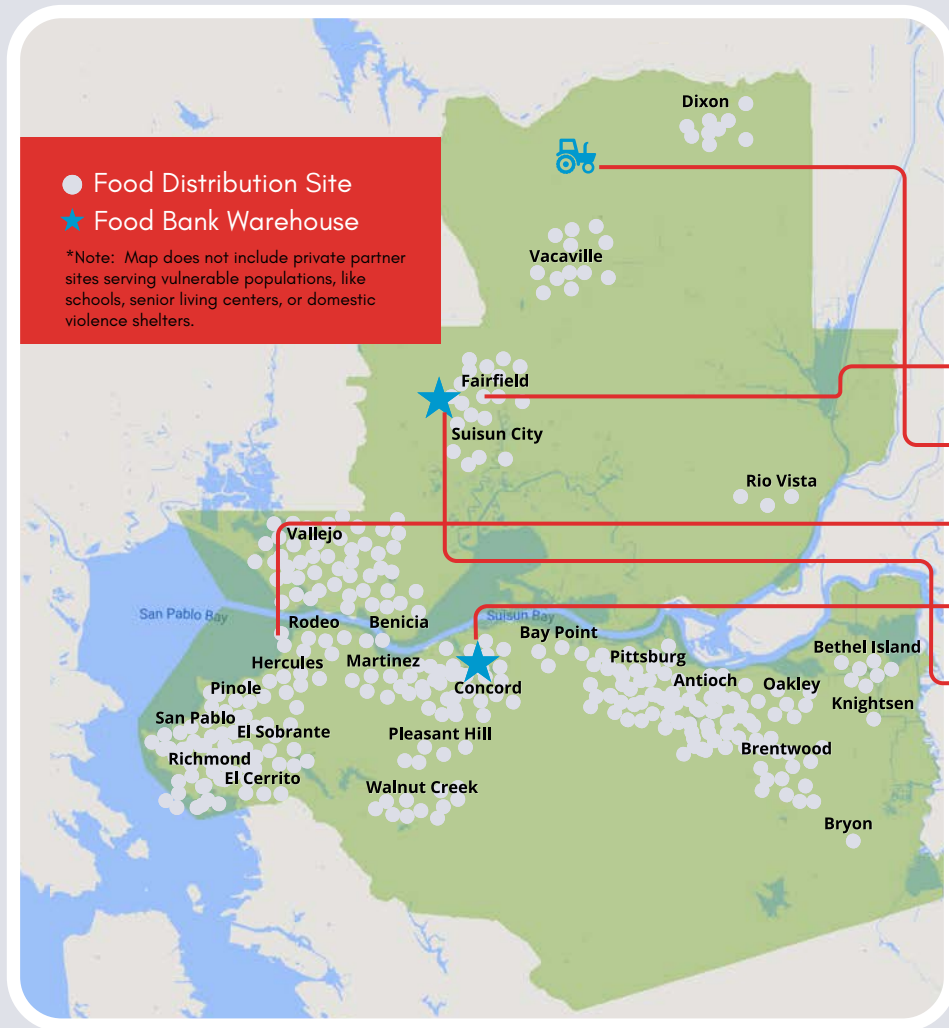 Dixon
Food Distribution Site
Food Bank Warehouse
*Note: Map does not include private partner
sites serving vulnerable populations, like
schools, senior living centers, or domestic
violence shelters.
Vacaville
Fairfield
Suisun City
Rio Vista
Vallejo
San Pablo Bay
Suisun Bay
Rodeo
Benicia
Bay Point
Hercules
Martinez
Pittsburg
Bethel Island
Pinole
Concord
Antioch
Oakley
Knightsen
San Pablo
El Sobrante
Pleasant Hill
Brentwood
Richmond
El Cerrito
Walnut Creek
Bryon